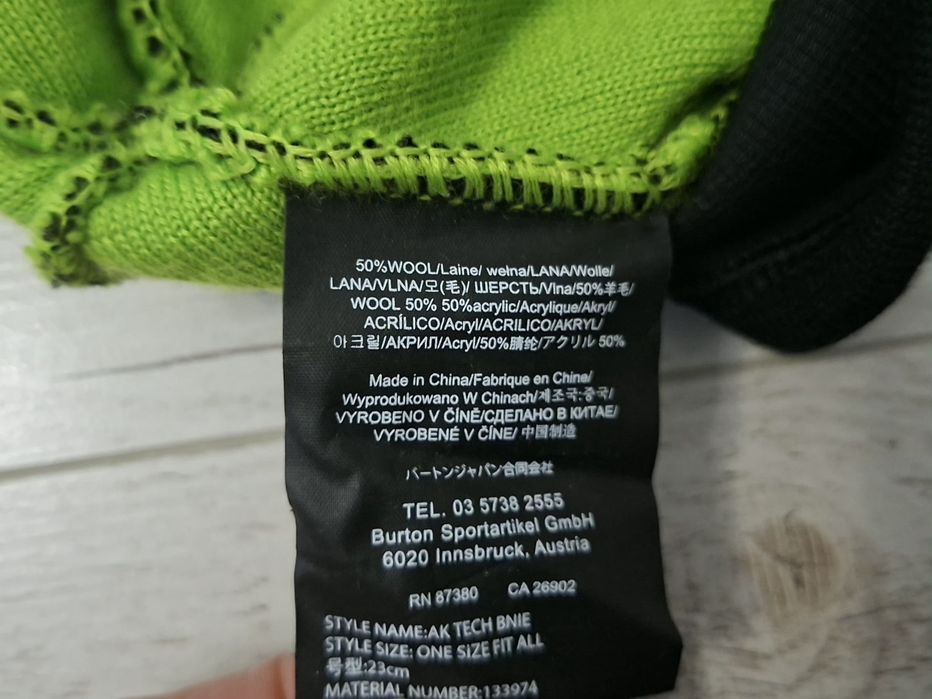 50%WOOL/Laine/ wełna/LANA/Wolle/
LANA/VLNA/모(毛)/ ШЕРСТЬ/Vlna/50%羊毛/
WOOL 50% 50%acrylic/Acrylique/Akryl/
ACRÍLICO/Acryl/ACRILICO/AKRYL/
아크릴/АКРИЛ/Acryl/50%腈纶/アクリル 50%
Made in China/Fabrique en Chine/
Wyprodukowano W Chinach/제조국:중국/
VYROBENO V ČÍNĚ/СДЕЛАНО В КИТАЕ/
VYROBENÉ V ČÍNE/ 中国制造
バートンジャパン合同会社
TEL. 03 5738 2555
Burton Sportartikel GmbH
6020 Innsbruck, Austria
RN 87380 CA 26902
STYLE NAME:AK TECH BNIE
STYLE SIZE: ONE SIZE FIT ALL
号型:23cm
MATERIAL NUMBER:133974